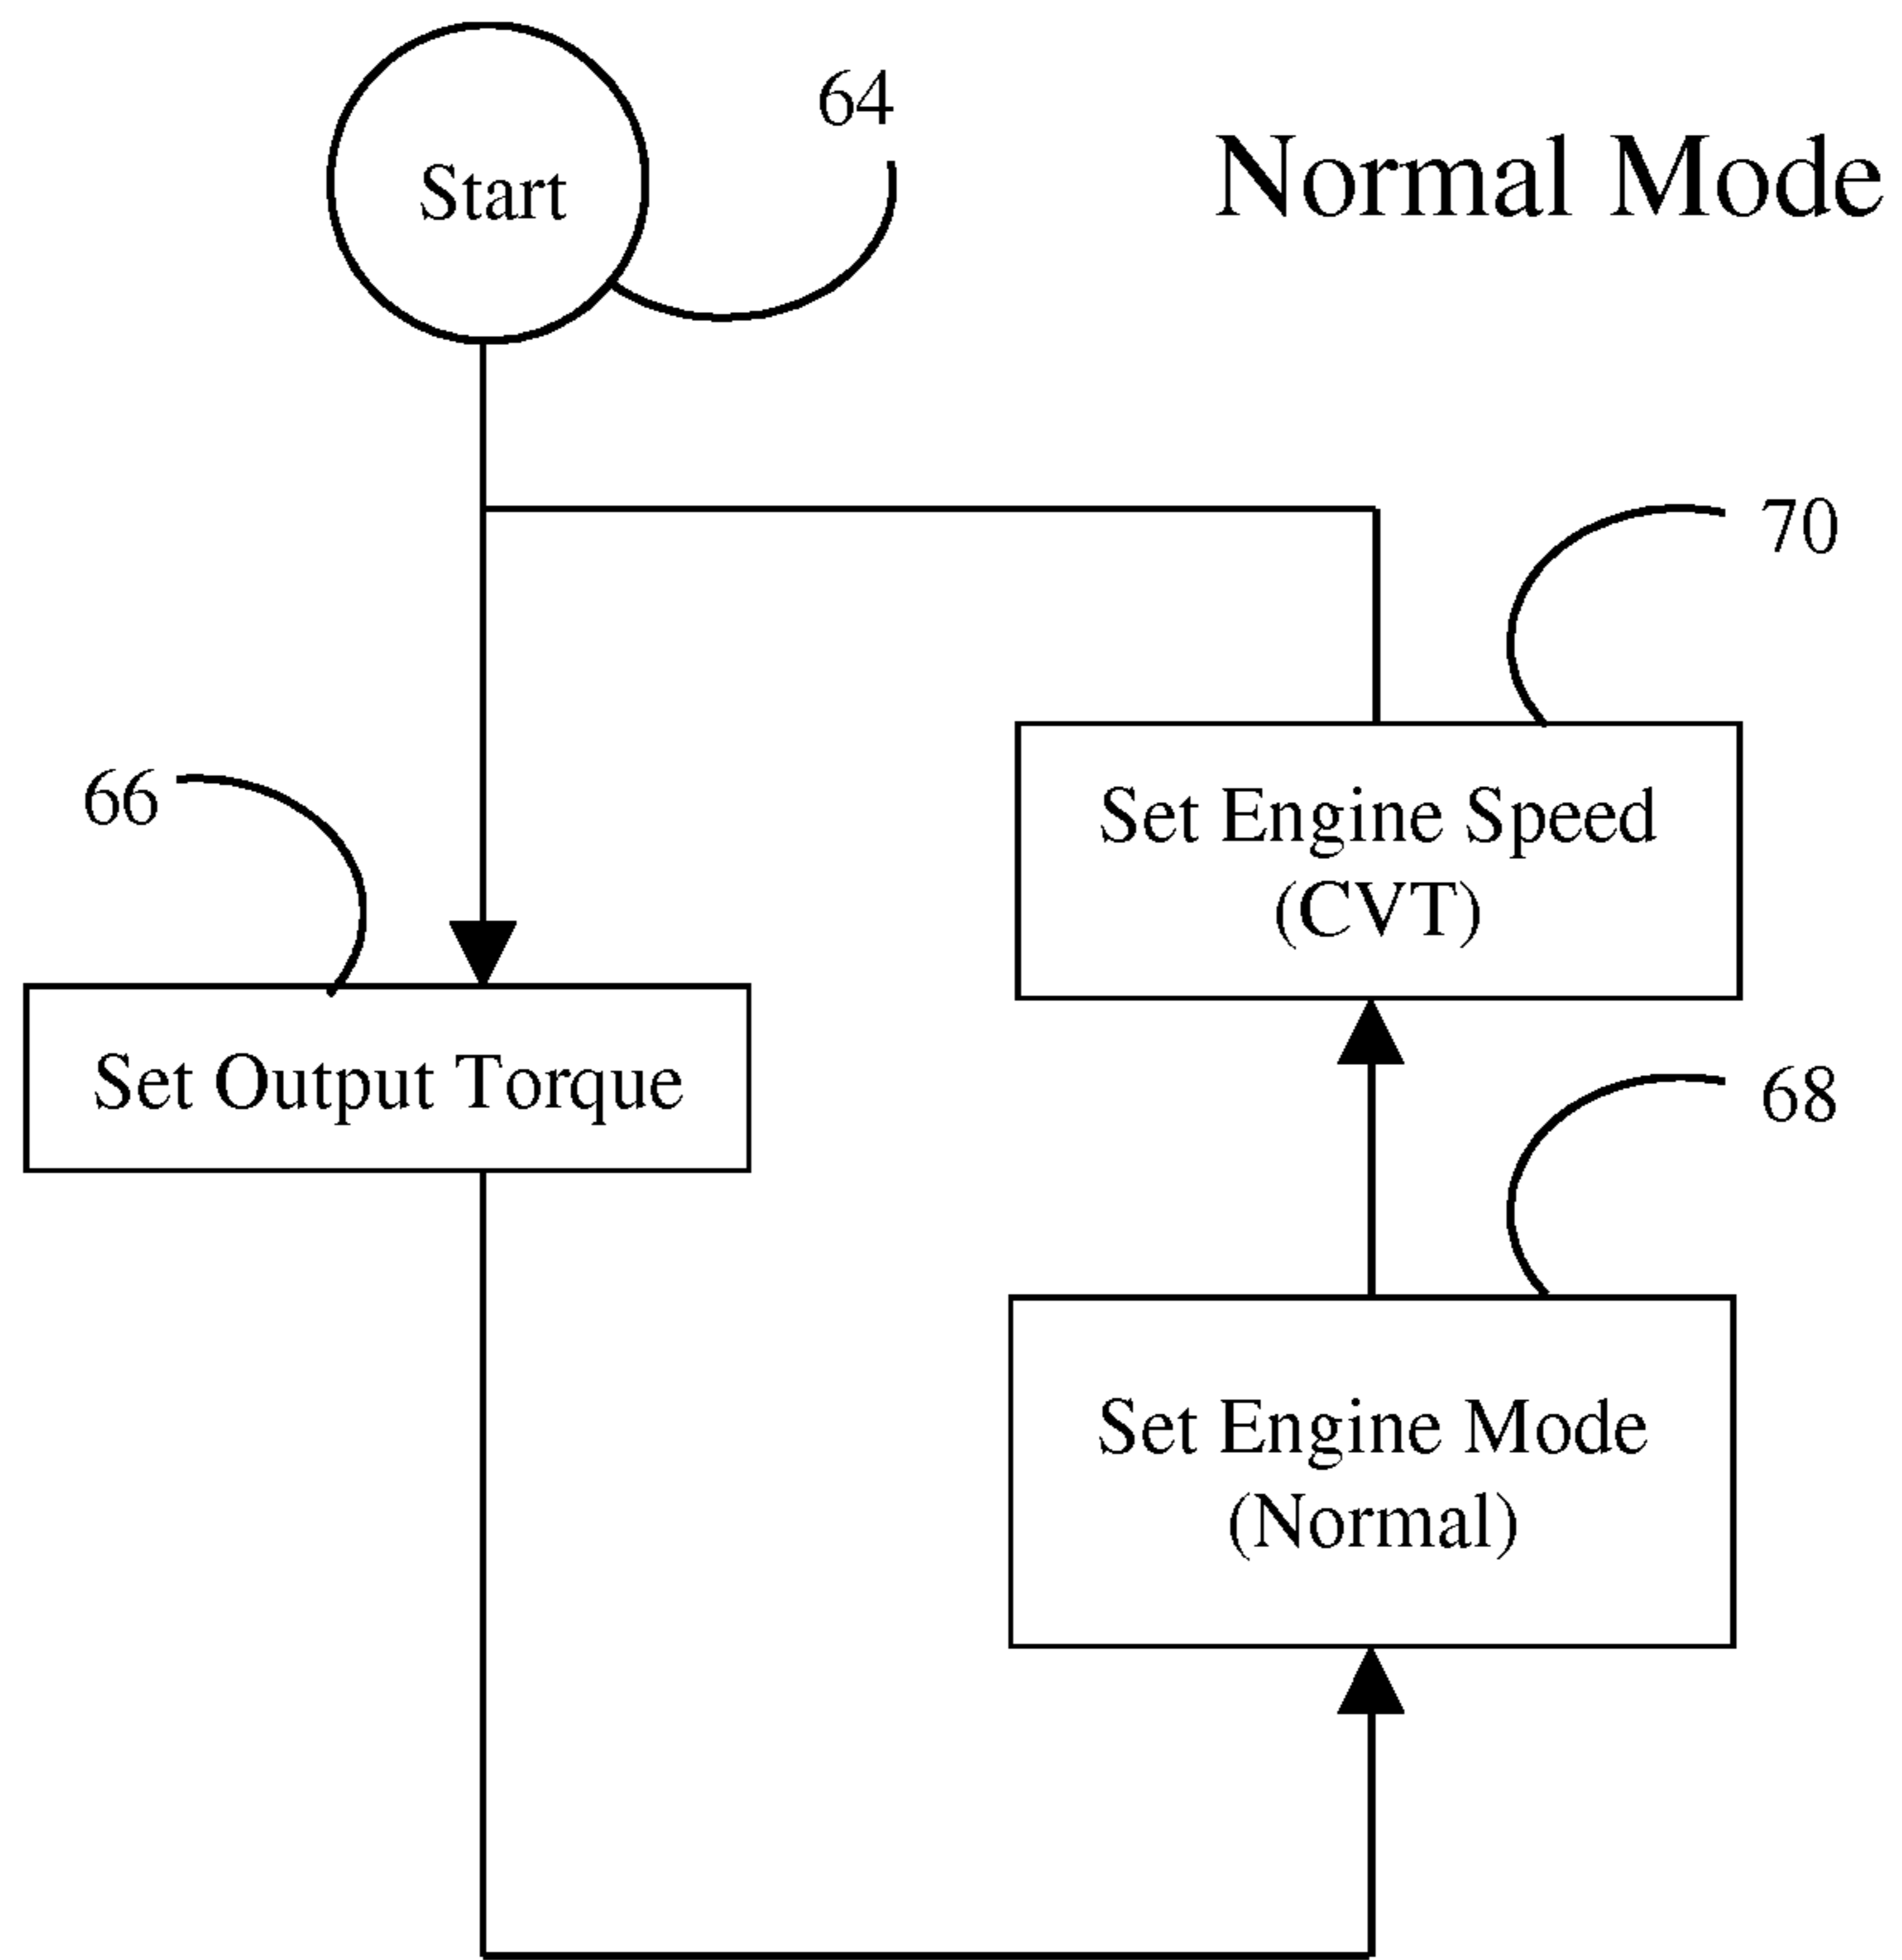 64
Start
Normal Mode
70
66
Set Engine Speed
(CVT)
Set Output Torque
68
Set Engine Mode
(Normal)